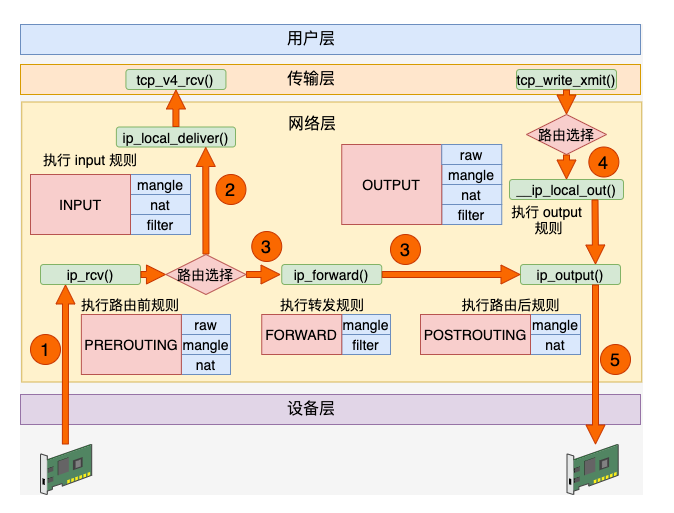 用户层
传输层
tcp_v4_rcv()
tcp_write_xmit()
网络层
ip_local_deliver()
路由选择
执行 input 规则
INPUT
mangle
nat
filter
2
OUTPUT
raw
mangle
nat
filter
4
__ip_local_out()
执行 output
规则
3
3
ip_rcv()
路由选择
ip_forward()
ip_output()
执行路由前规则
PREROUTING
raw
mangle
nat
执行转发规则
FORWARD
mangle
filter
执行路由后规则
POSTROUTING
mangle
nat
1
5
设备层